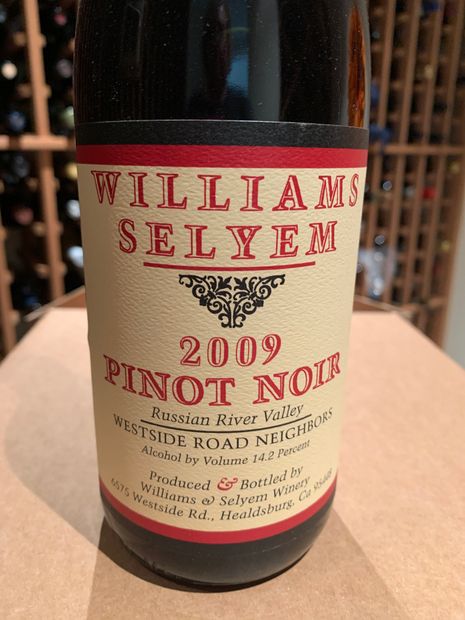 WILLIAMS
SELYEM
2009
PINOT NOIR
Russian River Valley
WESTSIDE ROAD NEIGHBORS
Alcohol by Volume 14.2 Percent
Produced & Bottled by
Williams & Selyem Winery
6575 Westside Rd., Healdsburg, Ca 95448